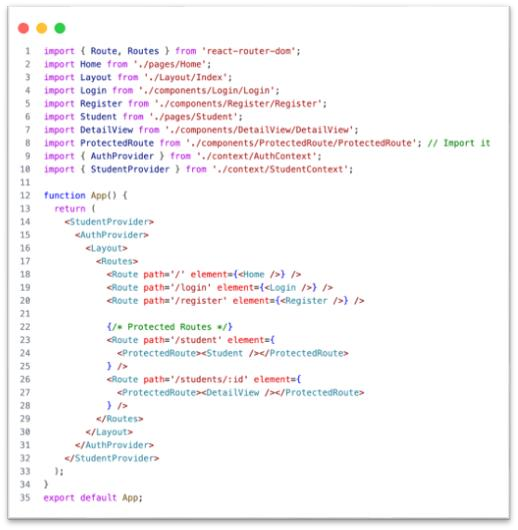 1 import { Route, Routes } from 'react-router-dom';
2 import Home from './pages/Home';
3 import Layout from './Layout/Index';
4 import Login from './components/Login/Login';
5 import Register from './components/Register/Register';
6 import Student from './pages/Student';
7 import DetailView from './components/DetailView/DetailView';
8 import ProtectedRoute from './components/ProtectedRoute/ProtectedRoute'; // Import it
9 import { AuthProvider } from './context/AuthContext';
10 import { StudentProvider } from './context/StudentContext';
11
12 function App() {
13   return (
14     <StudentProvider>
15       <AuthProvider>
16         <Layout>
17           <Routes>
18             <Route path='/' element={<Home />} />
19             <Route path='/login' element={<Login />} />
20             <Route path='/register' element={<Register />} />
21
22             {/* Protected Routes */}
23             <Route path='/student' element={
24               <ProtectedRoute><Student /></ProtectedRoute>
25             } />
26             <Route path='/students/:id' element={
27               <ProtectedRoute><DetailView /></ProtectedRoute>
28             } />
29           </Routes>
30         </Layout>
31       </AuthProvider>
32     </StudentProvider>
33   );
34 }
35 export default App;